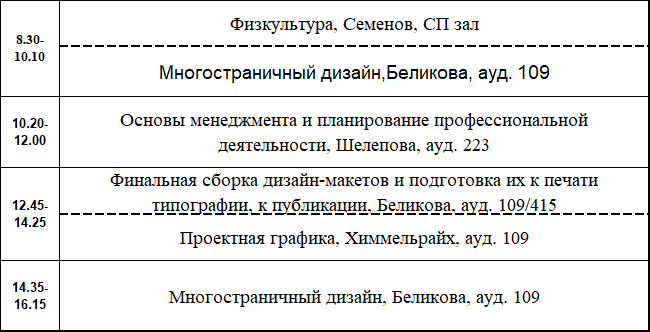 8.30-
10.10
Физкультура, Семенов, СП зал
Многостраничный дизайн,Беликова, ауд. 109
10.20-
12.00
Основы менеджмента и планирование профессиональной
деятельности, Шелепова, ауд. 223
12.45-
14.25
Финальная сборка дизайн-макетов и подготовка их к печати
типографии, к публикации, Беликова, ауд. 109/415
Проектная графика, Химмельрайх, ауд. 109
14.35-
16.15
Многостраничный дизайн, Беликова, ауд. 109